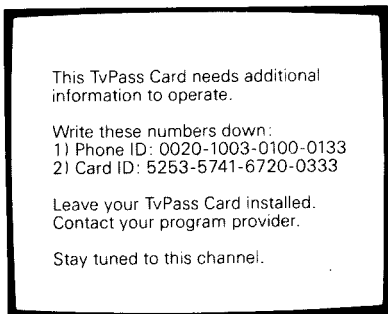 This TvPass Card needs additional
information to operate.
Write these numbers down:
1) Phone ID: 0020-1003-0100-0133
2) Card ID: 5253-5741-6720-0333
Leave your TvPass Card installed.
Contact your program provider.
Stay tuned to this channel.